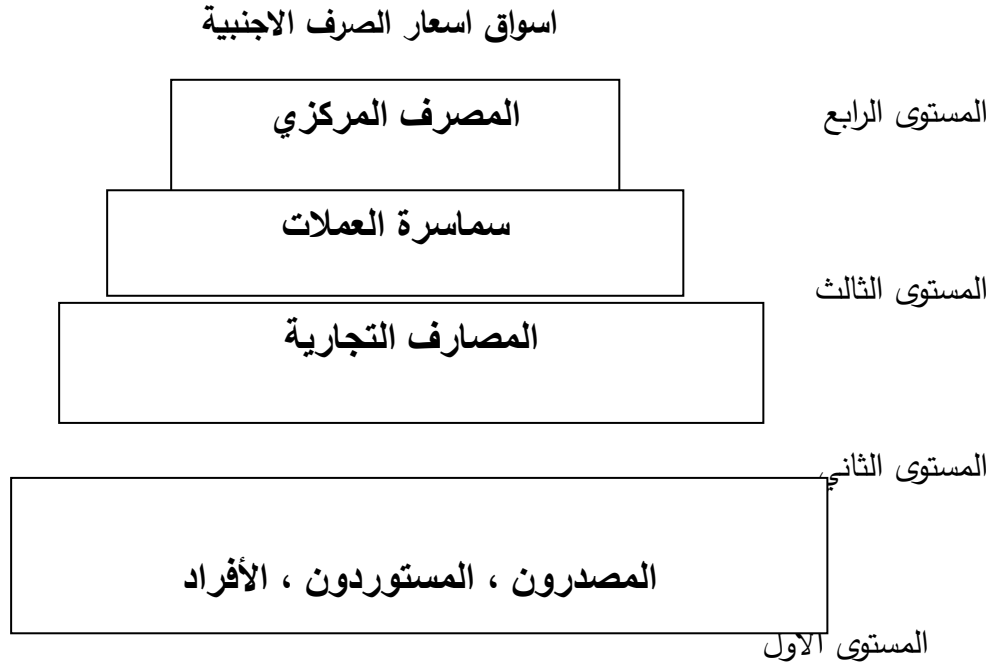 اسواق اسعار الصرف الاجنبية
المستوى الرابع
المصرف المركزي
سماسرة العملات
المستوى الثالث
المصارف التجارية
المستوى الثاني
المصدرون ، المستوردون ، الأفراد
المستوى الاول